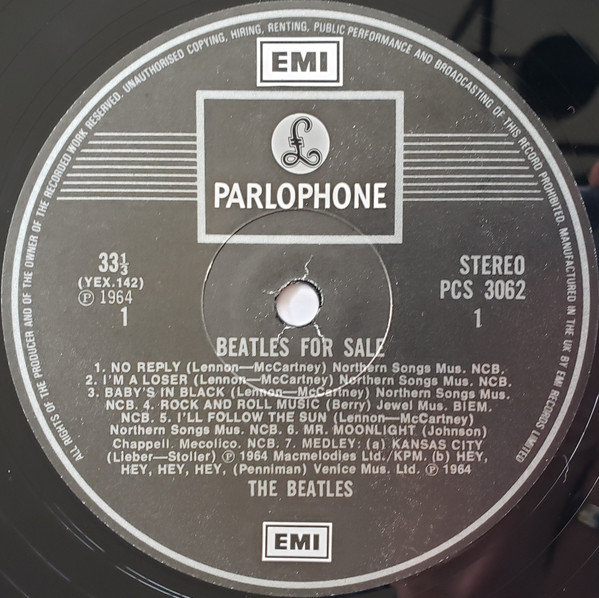 ALL RIGHTS OF THE PRODUCER AND OF THE OWNER OF THE RECORDED WORK RESERVED. UNAUTHORISED COPYING, HIRING, RENTING, PUBLIC PERFORMANCE AND BROADCASTING OF THIS RECORD PROHIBITED. MANUFACTURED IN THE UK BY EMI RECORDS LIMITED
EMI
£
PARLOPHONE
33⅓
(YEX.142)
Ⓟ 1964
1
STEREO
PCS 3062
1
BEATLES FOR SALE
1. NO REPLY (Lennon—McCartney) Northern Songs Mus. NCB.
2. I'M A LOSER (Lennon—McCartney) Northern Songs Mus. NCB.
3. BABY'S IN BLACK (Lennon—McCartney) Northern Songs Mus.
NCB. 4. ROCK AND ROLL MUSIC (Berry) Jewel Mus. BIEM.
NCB. 5. I'LL FOLLOW THE SUN (Lennon—McCartney)
Northern Songs Mus. NCB. 6. MR. MOONLIGHT (Johnson)
Chappell. Mecolico. NCB. 7. MEDLEY: (a) KANSAS CITY
(Lieber—Stoller) Ⓟ 1964 Macmelodies Ltd./KPM. (b) HEY,
HEY, HEY, HEY, (Penniman) Venice Mus. Ltd. Ⓟ 1964
THE BEATLES
EMI